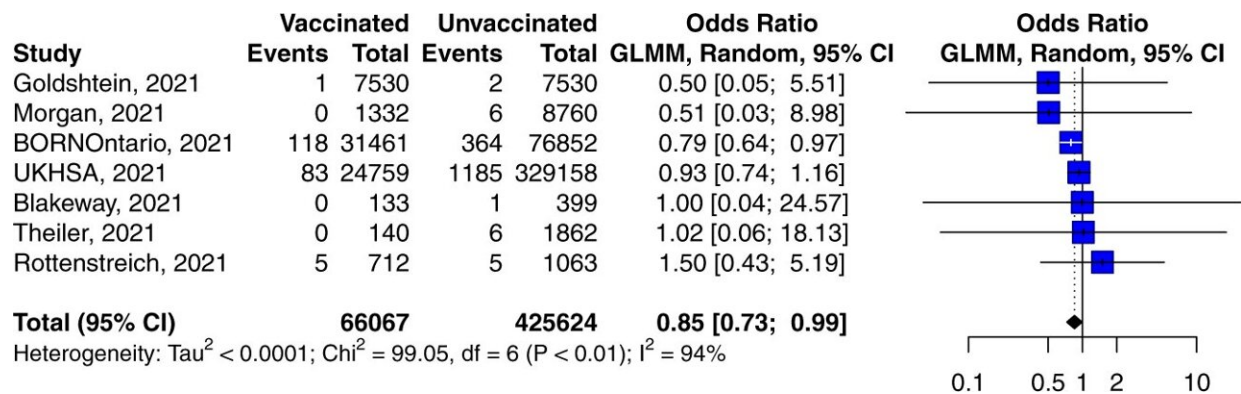 Vaccinated Unvaccinated Odds Ratio Odds Ratio
Study Events Total Events Total GLMM, Random, 95% CI GLMM, Random, 95% CI
Goldshtein, 2021 1 7530 2 7530 0.50 [0.05; 5.51]
Morgan, 2021 0 1332 6 8760 0.51 [0.03; 8.98]
BORNOntario, 2021 118 31461 364 76852 0.79 [0.64; 0.97]
UKHSA, 2021 83 24759 1185 329158 0.93 [0.74; 1.16]
Blakeway, 2021 0 133 1 399 1.00 [0.04; 24.57]
Theiler, 2021 0 140 6 1862 1.02 [0.06; 18.13]
Rottenstreich, 2021 5 712 5 1063 1.50 [0.43; 5.19]
Total (95% CI) 66067 425624 0.85 [0.73; 0.99]
Heterogeneity: Tau² < 0.0001; Chi² = 99.05, df = 6 (P < 0.01); I² = 94%
0.1 0.5 1 2 10